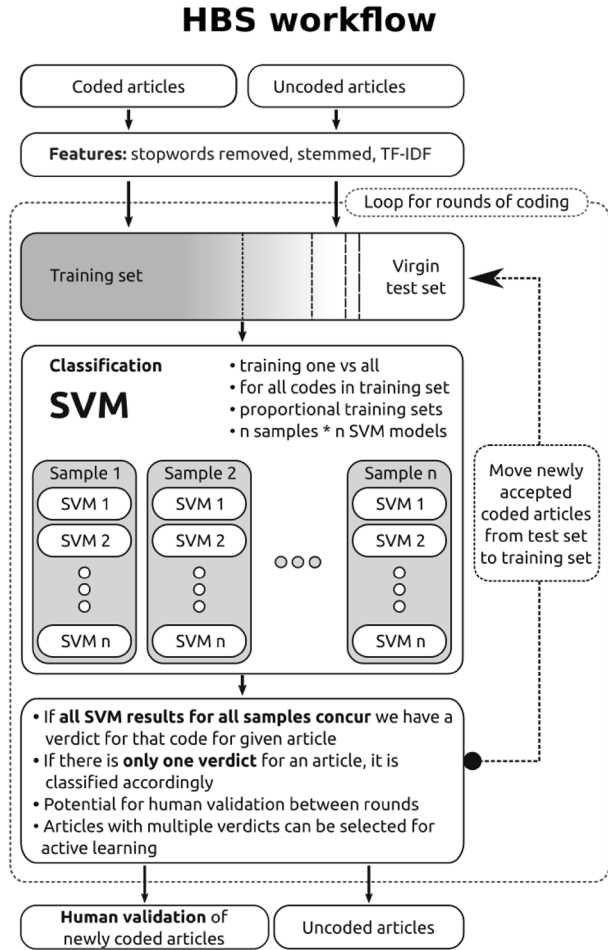 HBS workflow
Coded articles
Uncoded articles
Features: stopwords removed, stemmed, TF-IDF
Loop for rounds of coding
Training set
Virgin
test set
Classification
SVM
• training one vs all
• for all codes in training set
• proportional training sets
• n samples * n SVM models
Sample 1
SVM 1
SVM 2
SVM n
Sample 2
SVM 1
SVM 2
SVM n
Sample n
SVM 1
SVM 2
SVM n
Move newly
accepted
coded articles
from test set
to training set
• If all SVM results for all samples concur we have a
verdict for that code for given article
• If there is only one verdict for an article, it is
classified accordingly
• Potential for human validation between rounds
• Articles with multiple verdicts can be selected for
active learning
Human validation of
newly coded articles
Uncoded articles